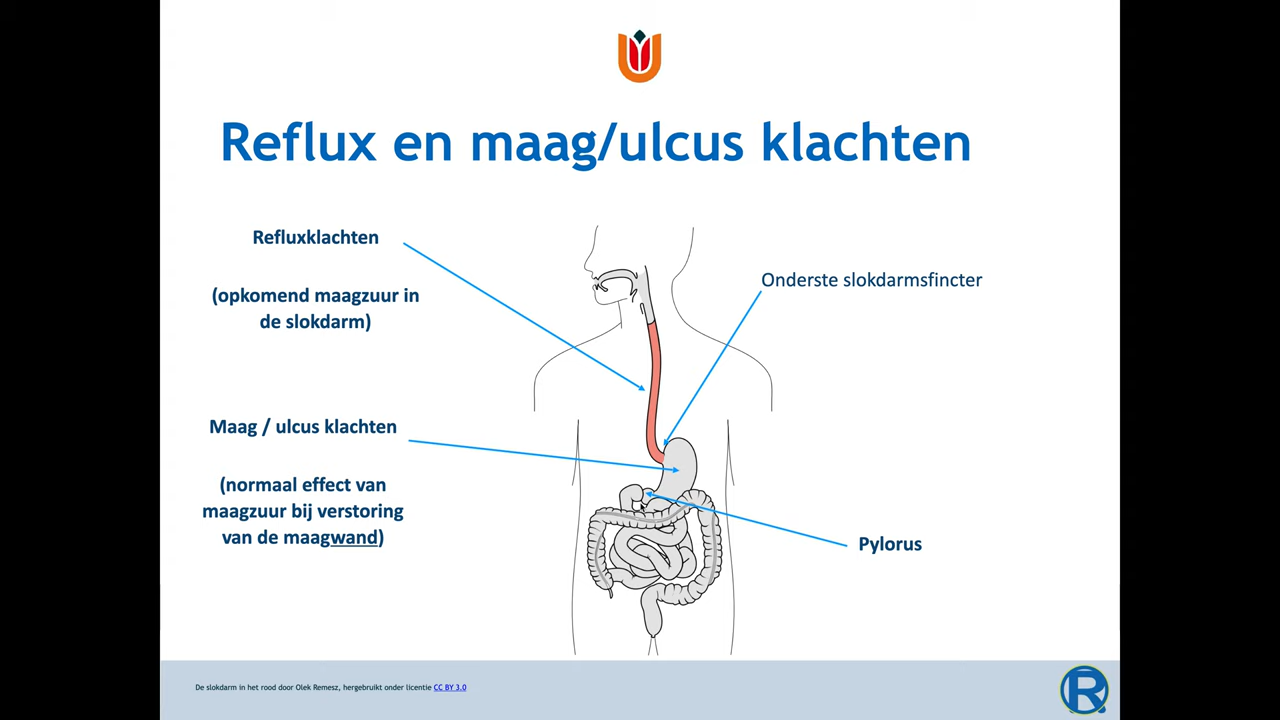 Reflux en maag/ulcus klachten
Refluxklachten
(opkomend maagzuur in
de slokdarm)
Onderste slokdarmsfincter
Maag / ulcus klachten
(normaal effect van
maagzuur bij verstoring
van de maagwand)
Pylorus
De slokdarm in het rood door Olek Remesz, hergebruikt onder licentie CC BY 3.0
R